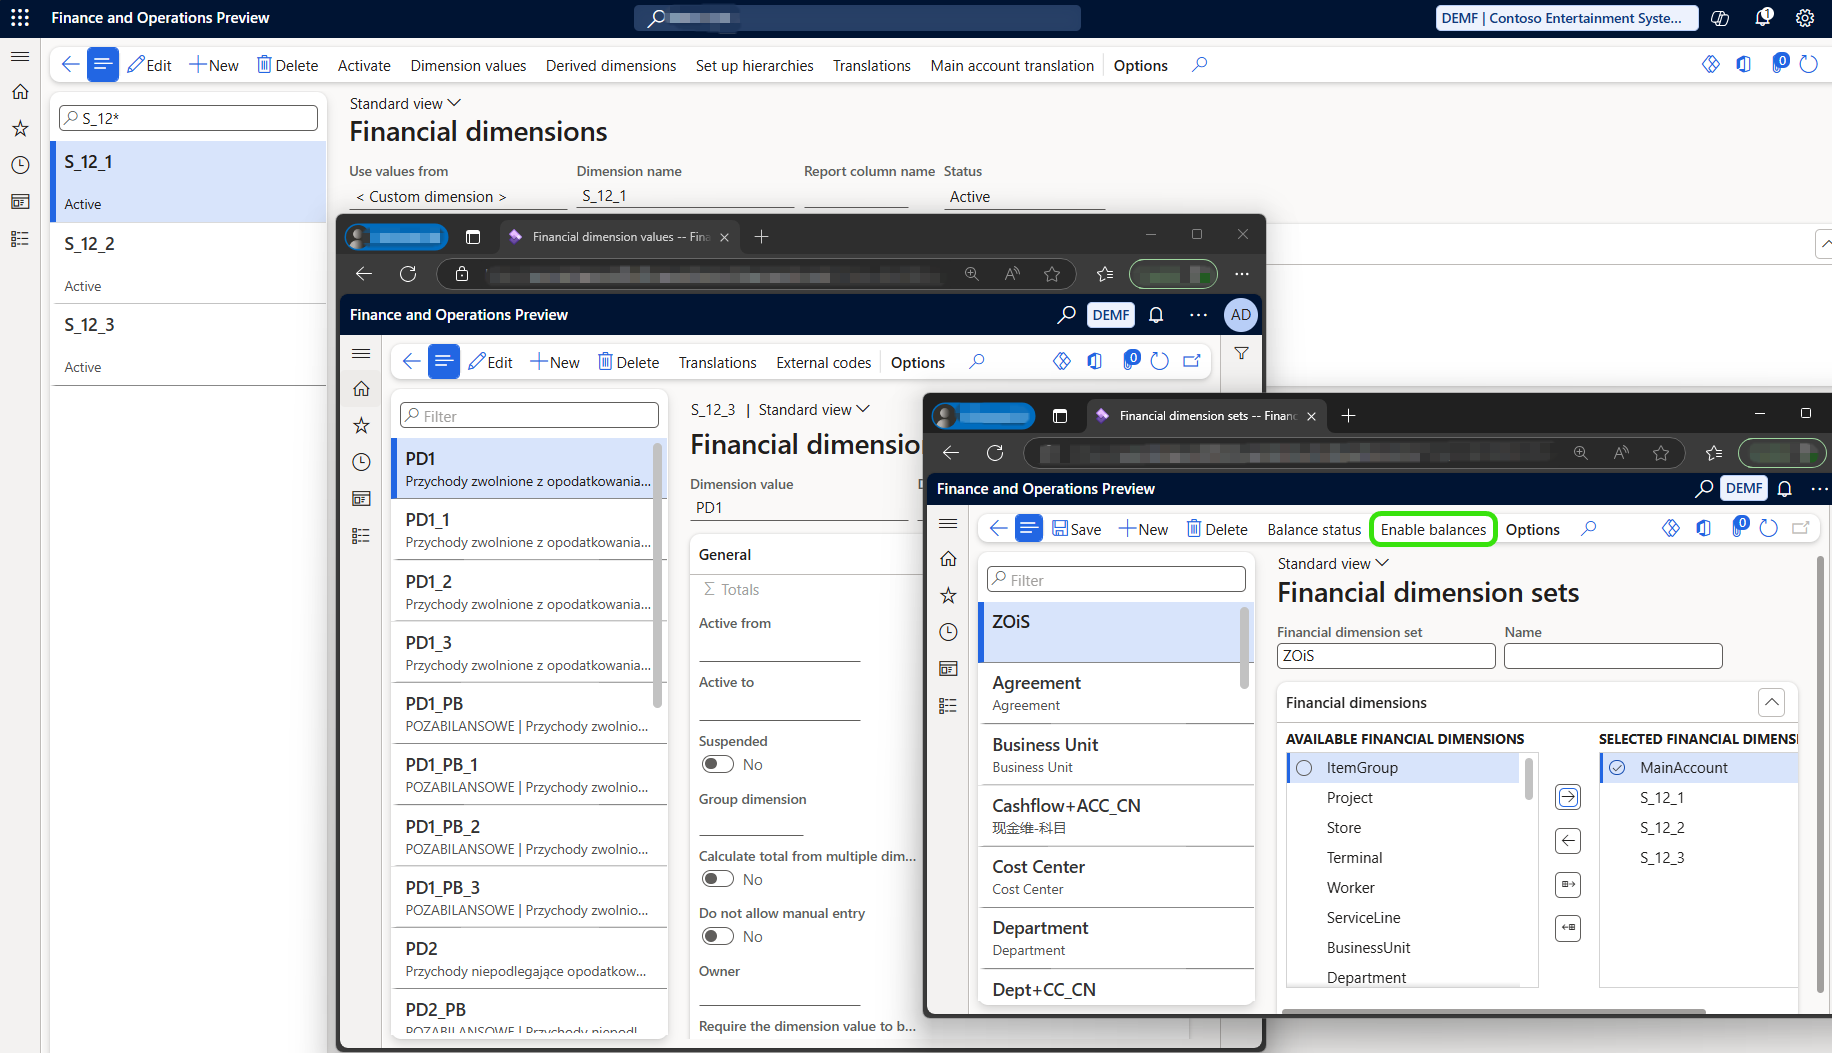 Finance and Operations Preview
DEMF | Contoso Entertainment Syste...
1
Edit
New
Delete
Activate
Dimension values
Derived dimensions
Set up hierarchies
Translations
Main account translation
Options
0
S_12*
S_12_1
Active
S_12_2
Active
S_12_3
Active
Standard view
Financial dimensions
Use values from
Dimension name
Report column name
Status
< Custom dimension >
S_12_1
Active
Financial dimension values -- Fina
Finance and Operations Preview
DEMF
AD
Edit
New
Delete
Translations
External codes
Options
0
Filter
PD1
Przychody zwolnione z opodatkowania...
PD1_1
Przychody zwolnione z opodatkowania...
PD1_2
Przychody zwolnione z opodatkowania...
PD1_3
Przychody zwolnione z opodatkowania...
PD1_PB
POZABILANSOWE | Przychody zwolnio...
PD1_PB_1
POZABILANSOWE | Przychody zwolnio...
PD1_PB_2
POZABILANSOWE | Przychody zwolnio...
PD1_PB_3
POZABILANSOWE | Przychody zwolnio...
PD2
Przychody niepodlegające opodatkow...
PD2_PB
POZABILANSOWE | Przychody niepodl
S_12_3 | Standard view
Financial dimensio
Dimension value
PD1
General
Σ Totals
Active from
Active to
Suspended
No
Group dimension
Calculate total from multiple dim...
No
Do not allow manual entry
No
Owner
Require the dimension value to b...
Financial dimension sets -- Financ
Finance and Operations Preview
DEMF
Save
New
Delete
Balance status
Enable balances
Options
0
Filter
ZOiS
Agreement
Agreement
Business Unit
Business Unit
Cashflow+ACC_CN
现金维-科目
Cost Center
Cost Center
Department
Department
Dept+CC_CN
Standard view
Financial dimension sets
Financial dimension set
Name
ZOiS
Financial dimensions
AVAILABLE FINANCIAL DIMENSIONS
ItemGroup
Project
Store
Terminal
Worker
ServiceLine
BusinessUnit
Department
SELECTED FINANCIAL DIMENSI
MainAccount
S_12_1
S_12_2
S_12_3